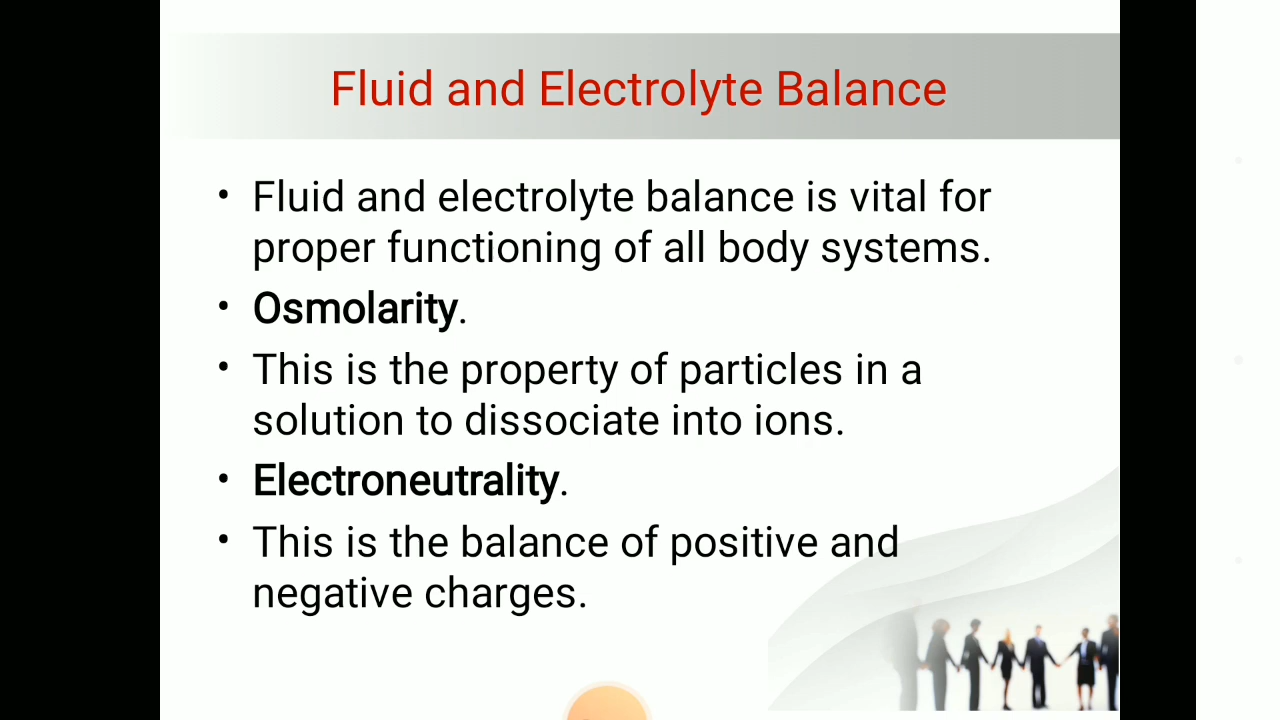 Fluid and Electrolyte Balance
• Fluid and electrolyte balance is vital for
proper functioning of all body systems.
• Osmolarity.
• This is the property of particles in a
solution to dissociate into ions.
• Electroneutrality.
• This is the balance of positive and
negative charges.